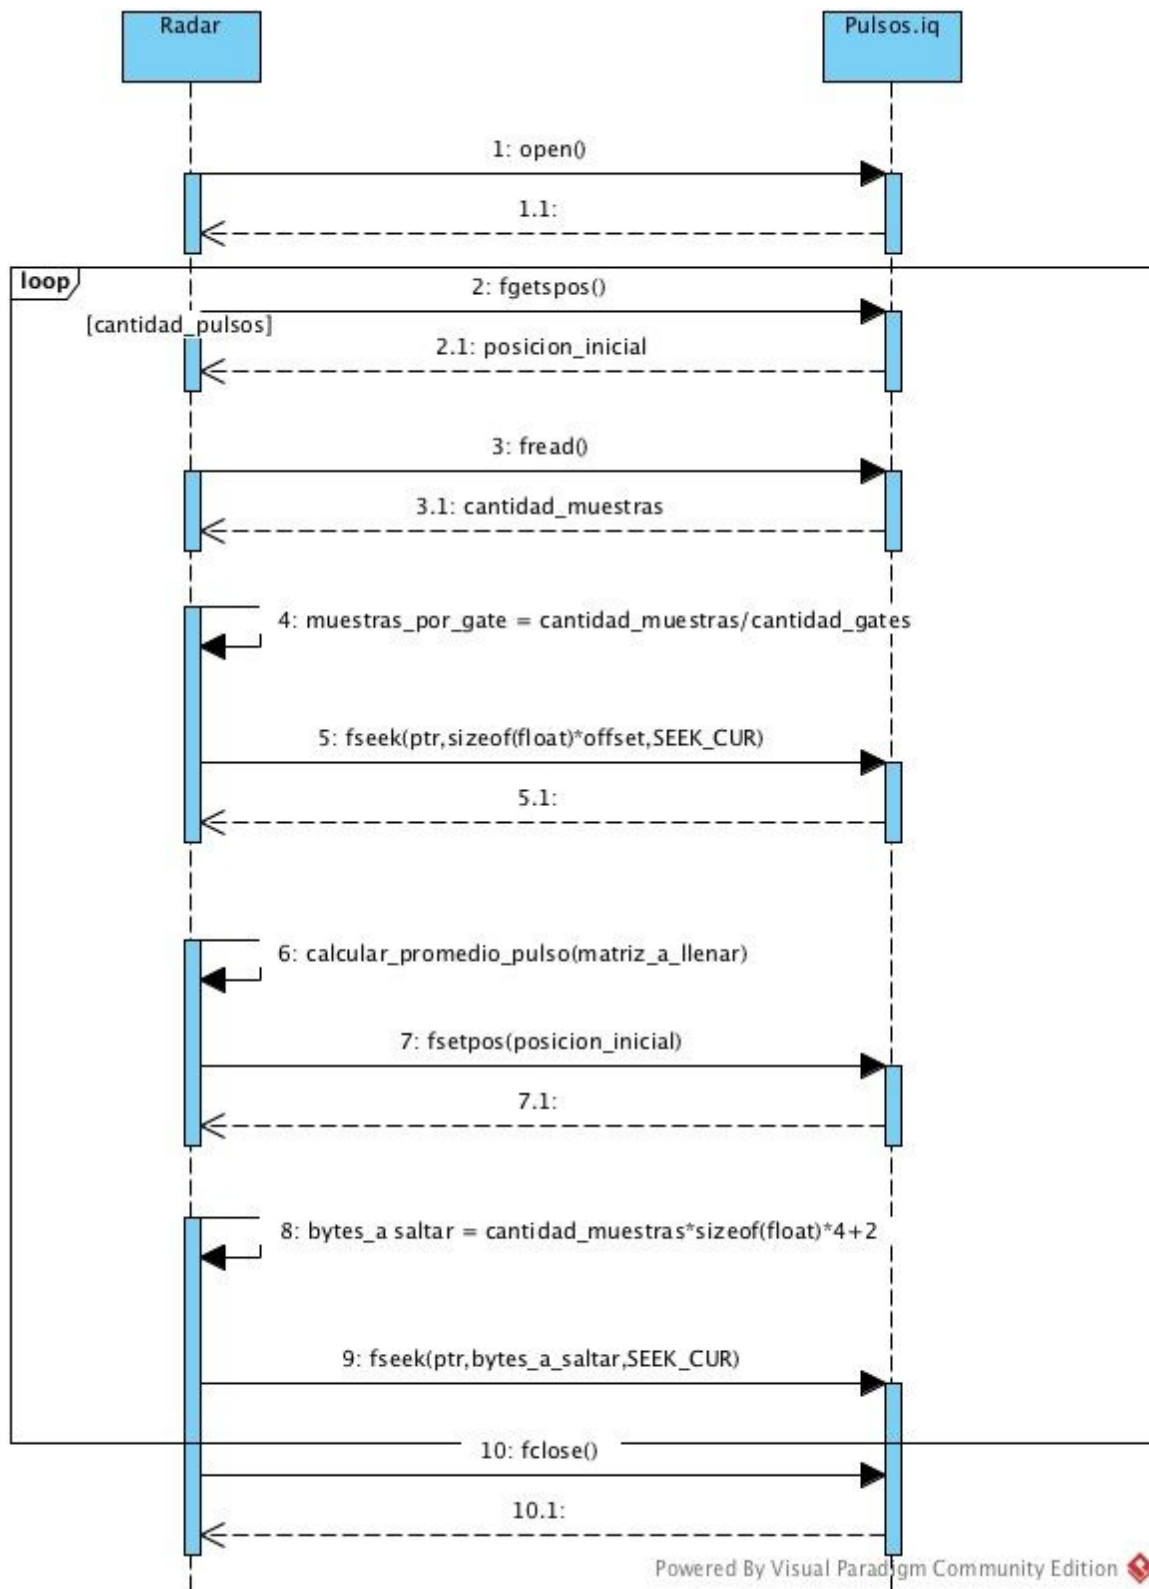 Radar
Pulsos.iq
1: open()
1.1:
loop
2: fgetspos()
[cantidad_pulsos]
2.1: posicion_inicial
3: fread()
3.1: cantidad_muestras
4: muestras_por_gate = cantidad_muestras/cantidad_gates
5: fseek(ptr,sizeof(float)*offset,SEEK_CUR)
5.1:
6: calcular_promedio_pulso(matriz_a_llenar)
7: fsetpos(posicion_inicial)
7.1:
8: bytes_a saltar = cantidad_muestras*sizeof(float)*4+2
9: fseek(ptr,bytes_a_saltar,SEEK_CUR)
10: fclose()
10.1:
Powered By Visual Paradigm Community Edition